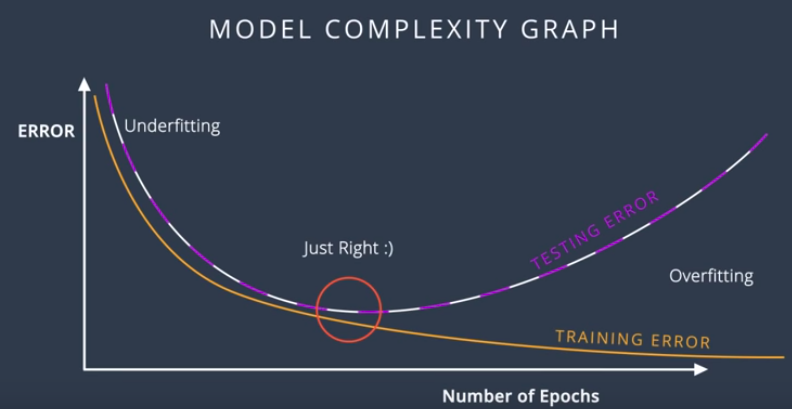 MODEL COMPLEXITY GRAPH
Underfitting
ERROR
TESTING ERROR
Just Right :)
Overfitting
TRAINING ERROR
Number of Epochs